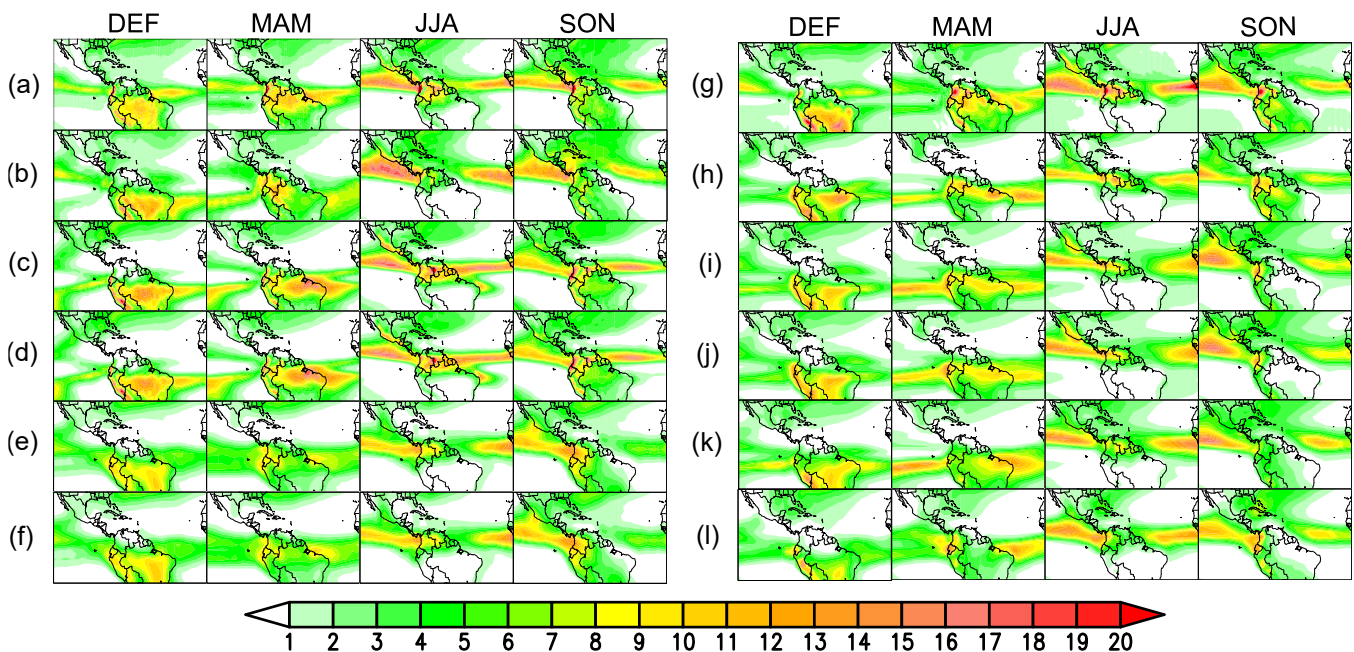 DEF MAM JJA SON
DEF MAM JJA SON
(a)
(g)
(b)
(h)
(c)
(i)
(d)
(j)
(e)
(k)
(f)
(l)
1 2 3 4 5 6 7 8 9 10 11 12 13 14 15 16 17 18 19 20